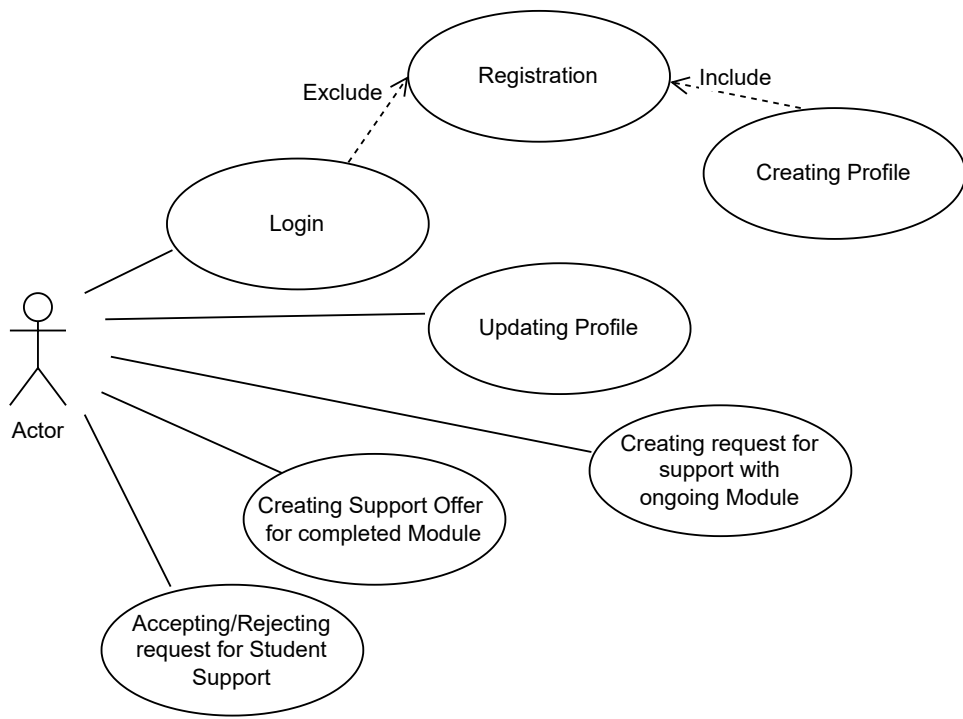 Registration
Include
Exclude
Creating Profile
Login
Updating Profile
Actor
Creating request for
support with
ongoing Module
Creating Support Offer
for completed Module
Accepting/Rejecting
request for Student
Support